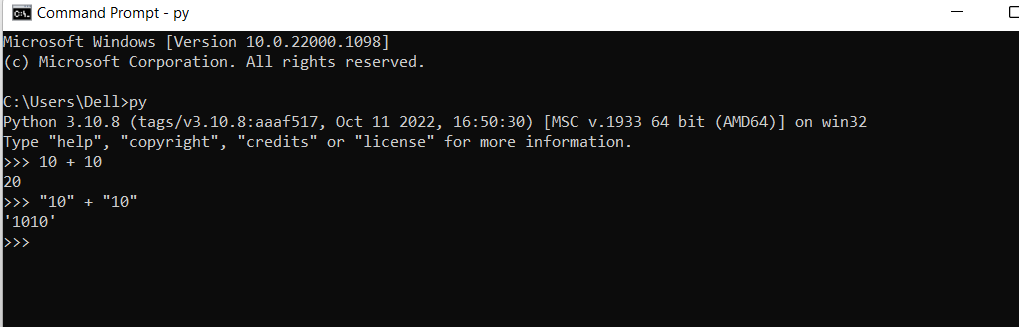 Command Prompt - py
Microsoft Windows [Version 10.0.22000.1098]
(c) Microsoft Corporation. All rights reserved.
C:\Users\Dell>py
Python 3.10.8 (tags/v3.10.8:aaaf517, Oct 11 2022, 16:50:30) [MSC v.1933 64 bit (AMD64)] on win32
Type "help", "copyright", "credits" or "license" for more information.
>>> 10 + 10
20
>>> "10" + "10"
'1010'
>>>